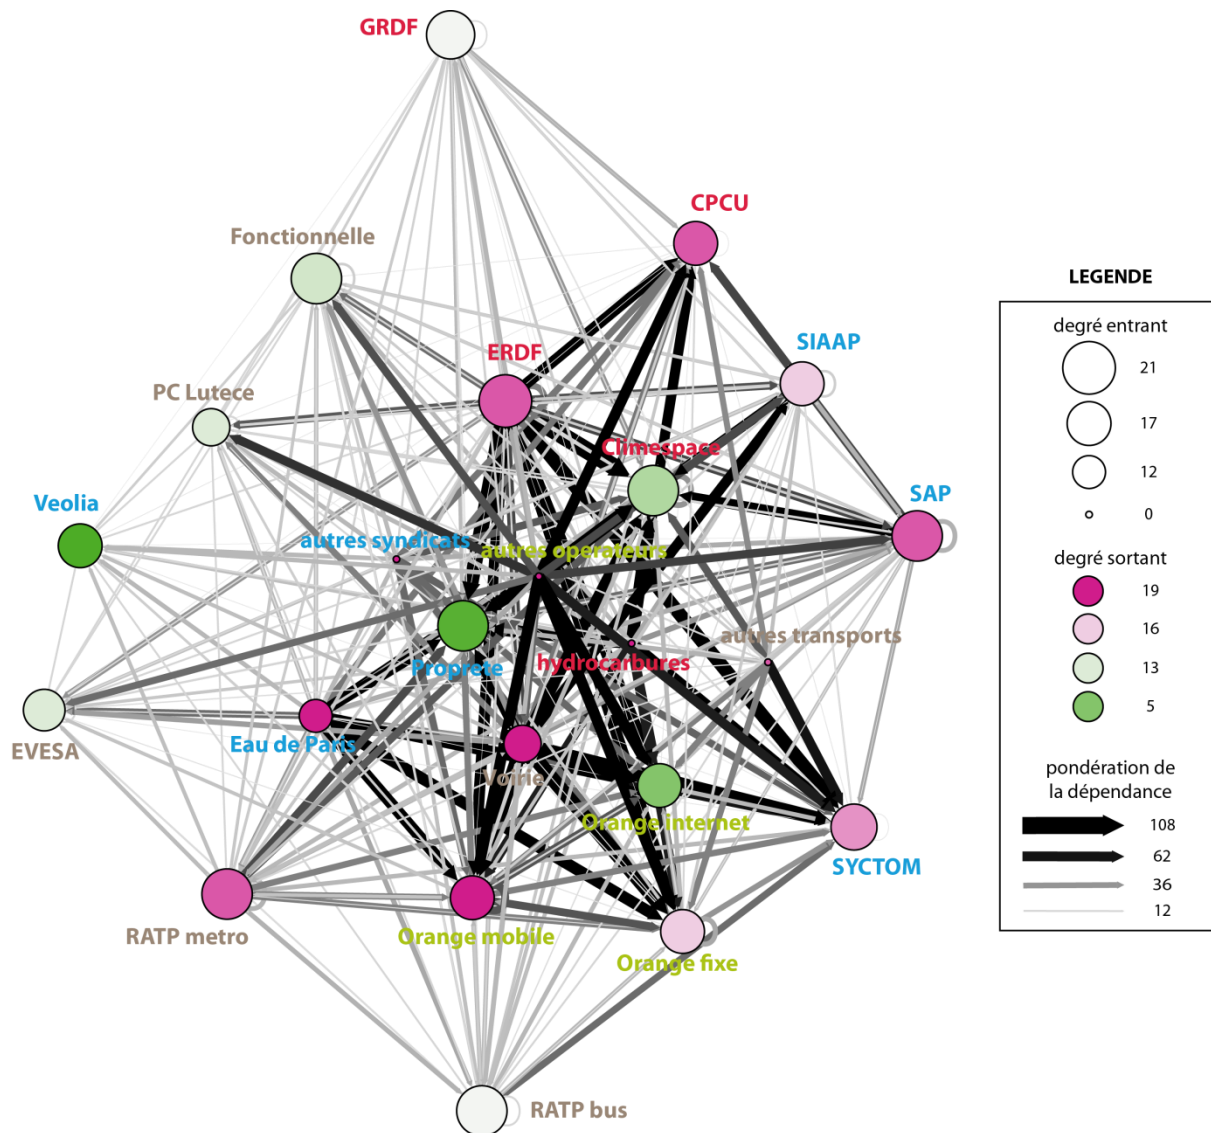 GRDF
CPCU
Fonctionnelle
SIAAP
ERDF
PC Lutece
Climespace
Veolia
SAP
autres syndicats
autres operateurs
autres transports
hydrocarbures
Proprete
EVESA
Eau de Paris
Voirie
Orange internet
SYCTOM
RATP metro
Orange mobile
Orange fixe
RATP bus
LEGENDE
degré entrant
21
17
12
0
degré sortant
19
16
13
5
pondération de
la dépendance
108
62
36
12